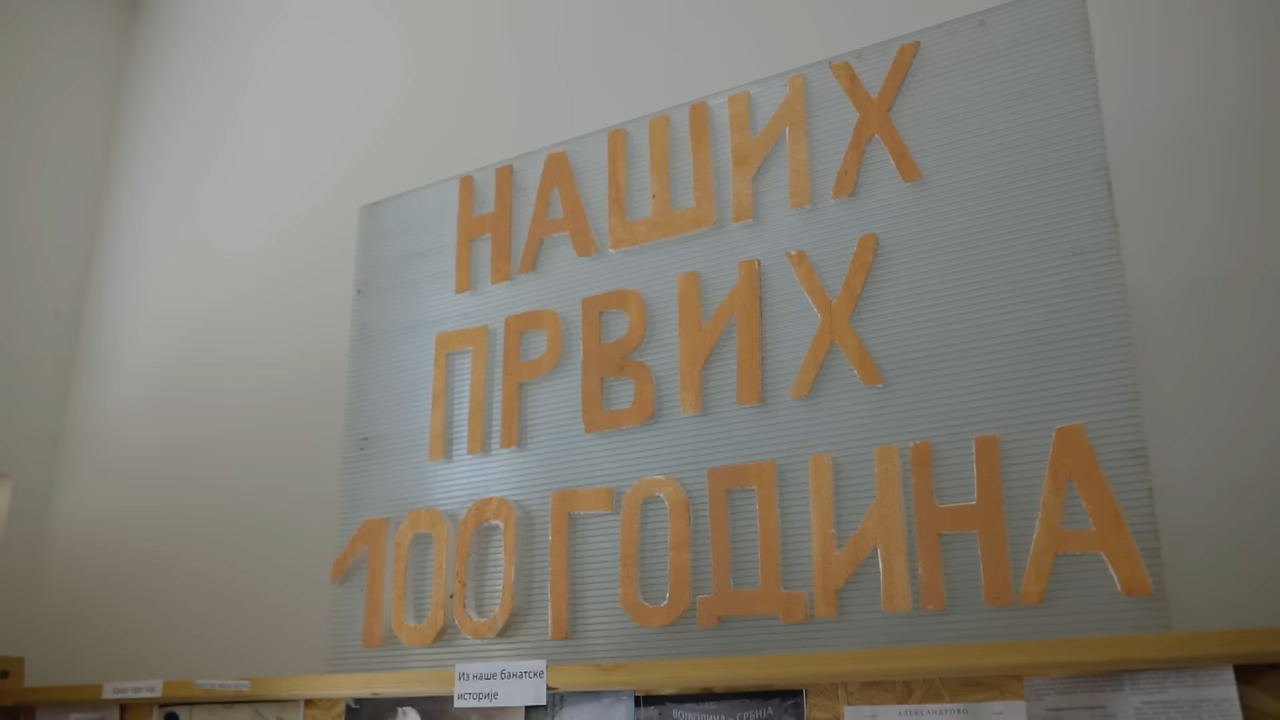 НАШИХ
ПРВИХ
100 ГОДИНА
Из наше банатске
историје
ВОЈВОДИНА – СРБИЈА
АЛЕКСАНДРОВО